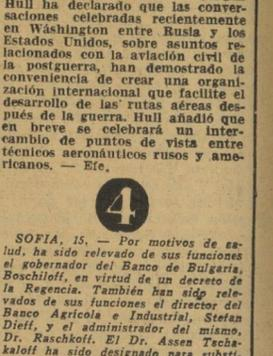 Hull ha declarado que las conver-
saciones celebradas recientemente
en Wáshington entre Rusia y los
Estados Unidos, sobre asuntos re-
lacionados con la aviación civil de
la postguerra, han demostrado la
conveniencia de crear una organi-
zación internacional que facilite el
desarrollo de las rutas aéreas des-
pués de la guerra. Hull añadió que
en breve se celebrará un inter-
cambio de puntos de vista entre
técnicos aeronáuticos rusos y ame-
ricanos. — Efe.
4
SOFIA, 15. — Por motivos de sa-
lud, ha sido relevado de sus funciones
el gobernador del Banco de Bulgaria,
Boschiloff, en virtud de un decreto de
la Regencia. También han sido rele-
vados de sus funciones el director del
Banco Agrícola e Industrial, Stefan
Dieff, y el administrador del mismo,
Dr. Raschkoff. El Dr. Assen Tscha-
kaloff ha sido designado para substi-